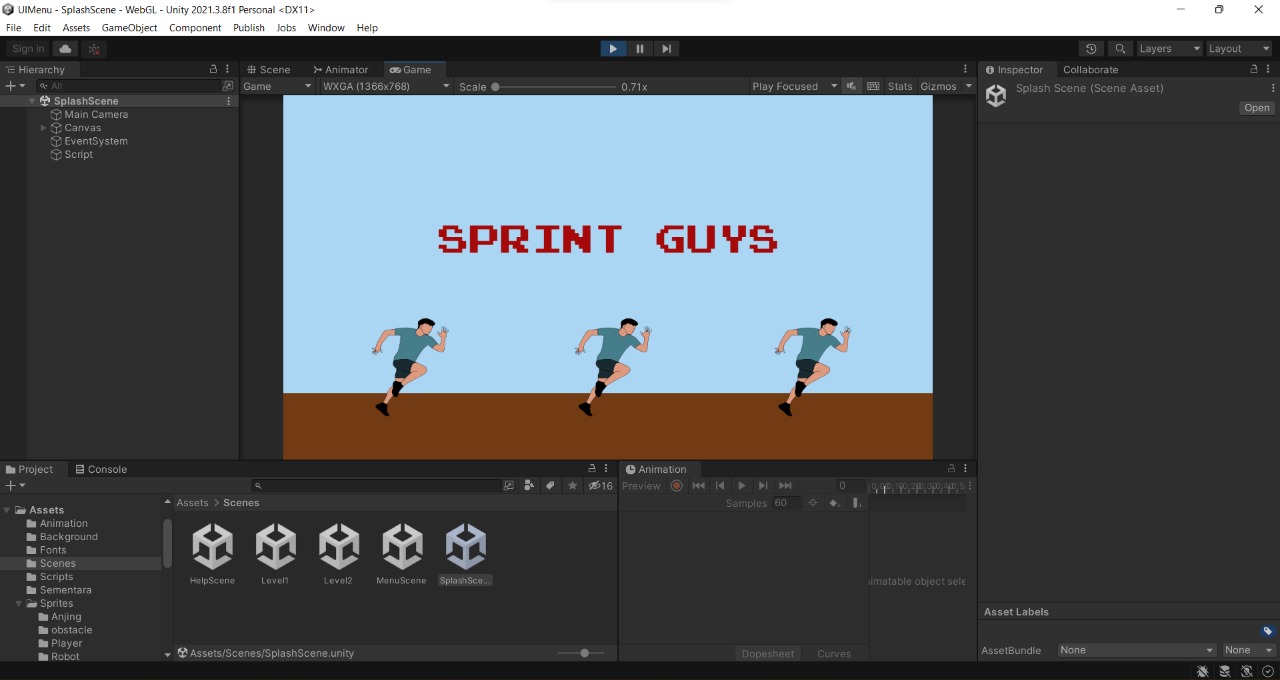 UIMenu - SplashScene - WebGL - Unity 2021.3.8f1 Personal <DX11>
File Edit Assets GameObject Component Publish Jobs Window Help
Sign in Layers Layout
Hierarchy Scene Animator Game Inspector Collaborate
All Game WXGA (1366x768) Scale 0.71x Play Focused Stats Gizmos
Splash Scene (Scene Asset)
Open
SplashScene
Main Camera
Canvas
EventSystem
Script
SPRINT GUYS
Project Console Animation
16 Preview 0
Assets > Scenes Samples 60
Assets
Animation
Background
Fonts
Scenes
Scripts
Sementara
Sprites
Anjing
obstacle
Player
Robot
HelpScene Level1 Level2 MenuScene SplashSce...
imatable object sele
Asset Labels
Assets/Scenes/SplashScene.unity Dopesheet Curves
AssetBundle None None